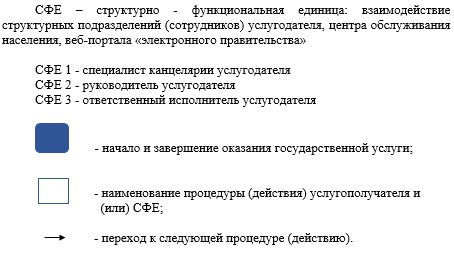 СФЕ – структурно - функциональная единица: взаимодействие
структурных подразделений (сотрудников) услугодателя, центра обслуживания
населения, веб-портала «электронного правительства»
СФЕ 1 - специалист канцелярии услугодателя
СФЕ 2 - руководитель услугодателя
СФЕ 3 - ответственный исполнитель услугодателя
- начало и завершение оказания государственной услуги;
- наименование процедуры (действия) услугополучателя и
(или) СФЕ;
- переход к следующей процедуре (действию).